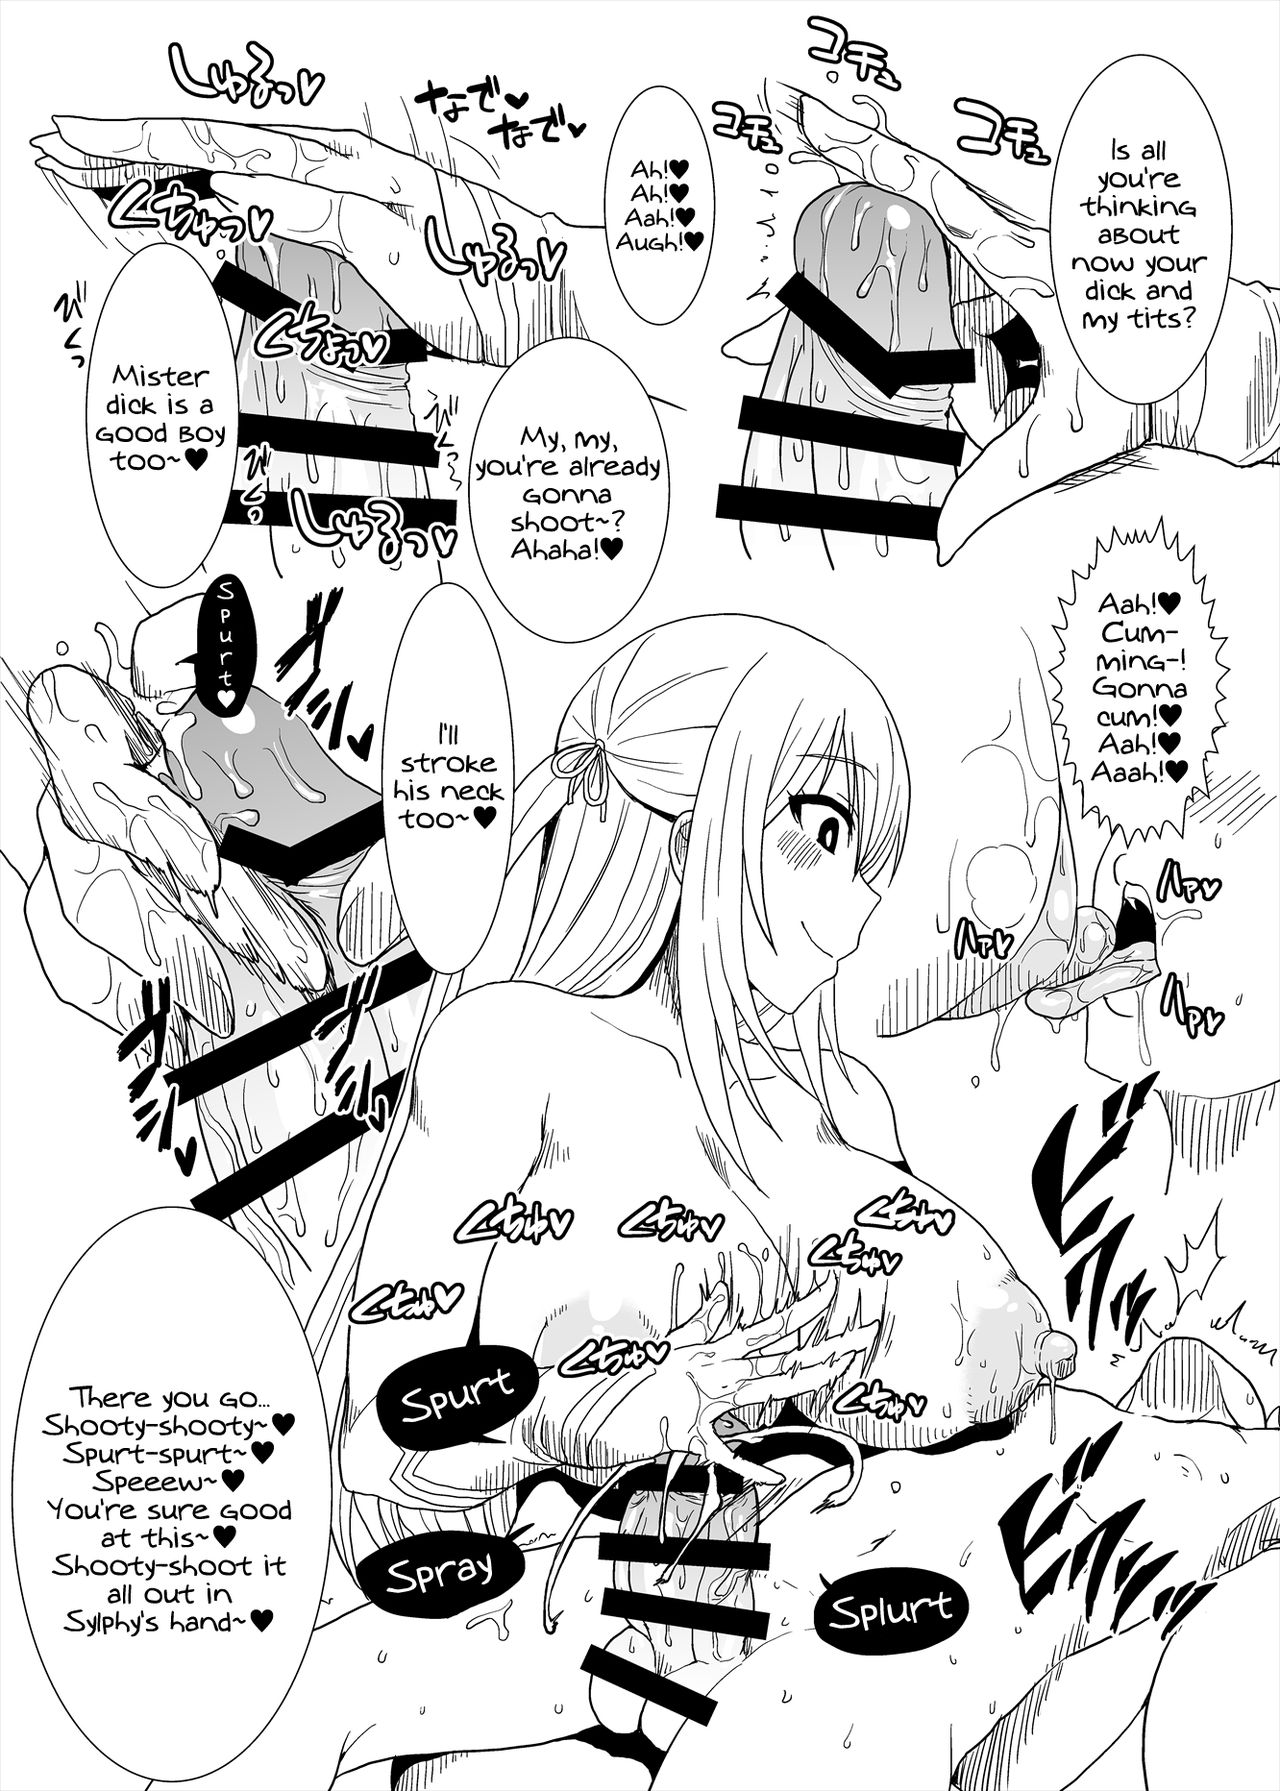 コチュ
コチュ
コチュ
Is all
you're
thinking
about
now your
dick and
my tits?
Ah!♥
Ah!♥
Aah!♥
Augh!♥
My, my,
you're already
gonna
shoot~?
Ahaha!♥
しゅるっ♡
なで♥
なで♥
くちゅっ♡
しゅるっ♡
くちょっ♡
しゅるっ♡
Mister
dick is a
good boy
too~♥
Aah!♥
Cum-
ming-!
Gonna
cum!♥
Aah!♥
Aaah!♥
I'll
stroke
his neck
too~♥
Spurt♥
くちゅ♡
くちゅ♡
くちゅ♡
くちゅ♡
くちゅ♡
くちゅ♡
くちゅ♡
Spurt
Spray
Splurt
There you go...
Shooty-shooty~♥
Spurt-spurt~♥
Speeew~♥
You're sure good
at this~♥
Shooty-shoot it
all out in
Sylphy's hand~♥